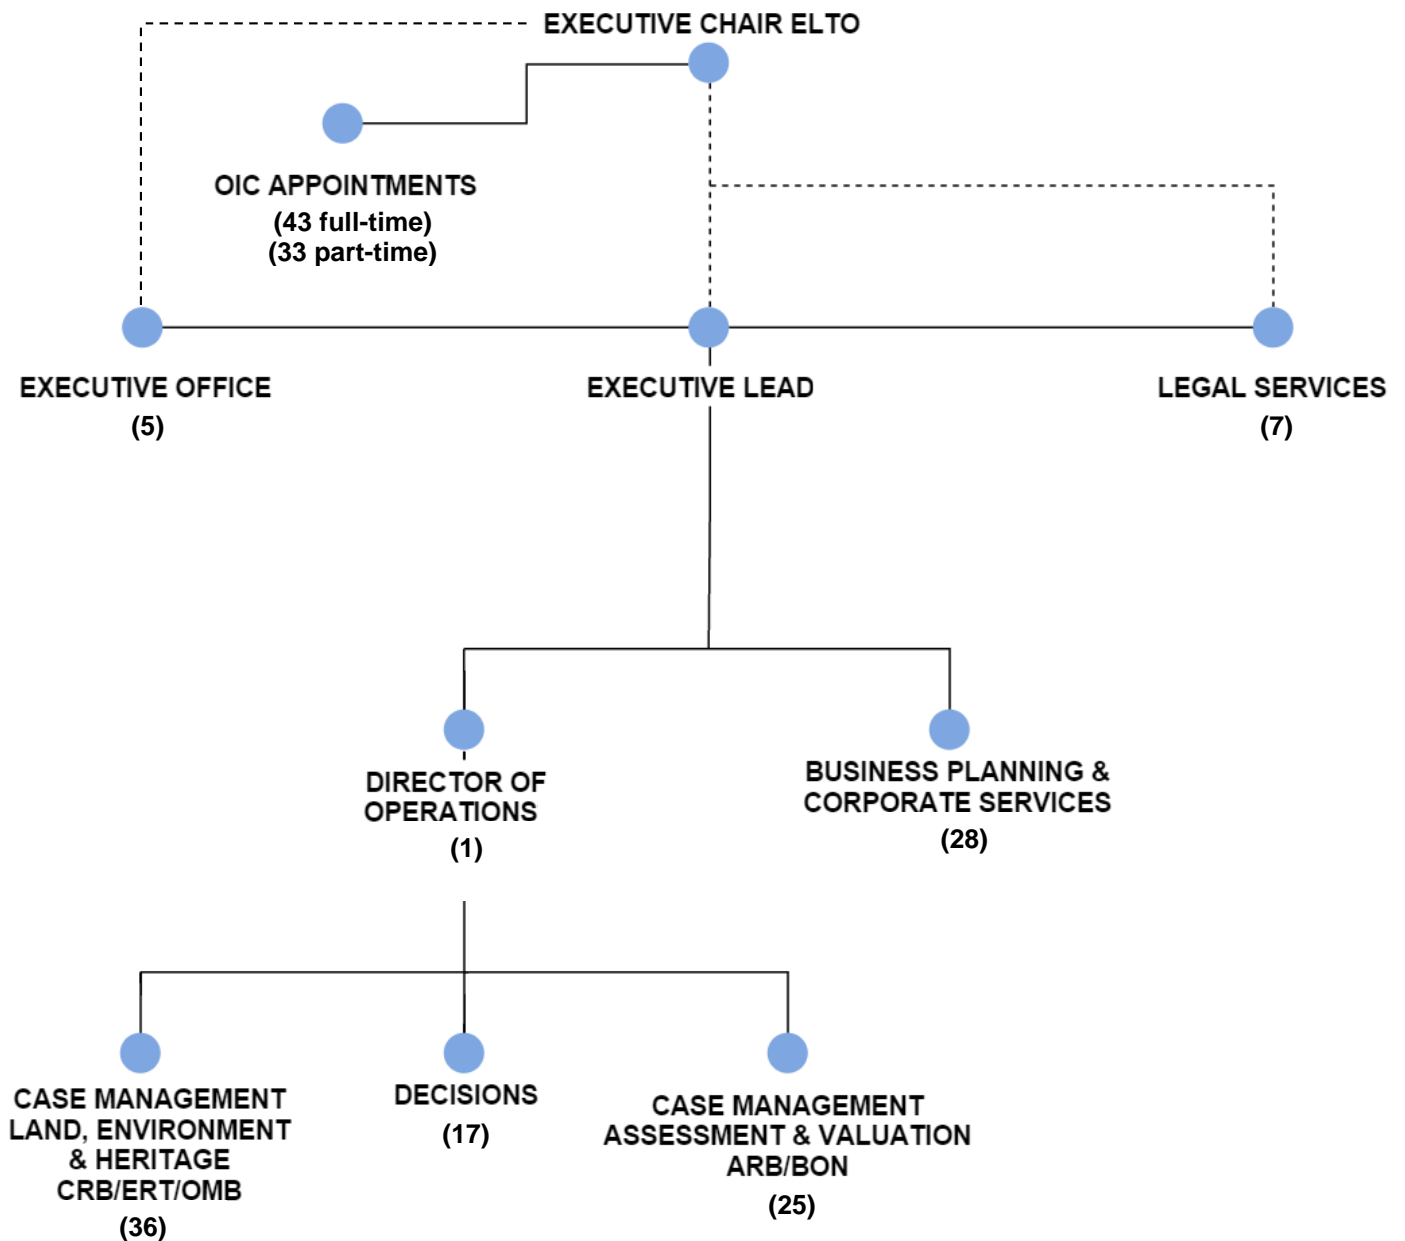 EXECUTIVE CHAIR ELTO
OIC APPOINTMENTS
(43 full-time)
(33 part-time)
EXECUTIVE OFFICE
(5)
EXECUTIVE LEAD
LEGAL SERVICES
(7)
DIRECTOR OF
OPERATIONS
(1)
BUSINESS PLANNING &
CORPORATE SERVICES
(28)
CASE MANAGEMENT
LAND, ENVIRONMENT
& HERITAGE
CRB/ERT/OMB
(36)
DECISIONS
(17)
CASE MANAGEMENT
ASSESSMENT & VALUATION
ARB/BON
(25)